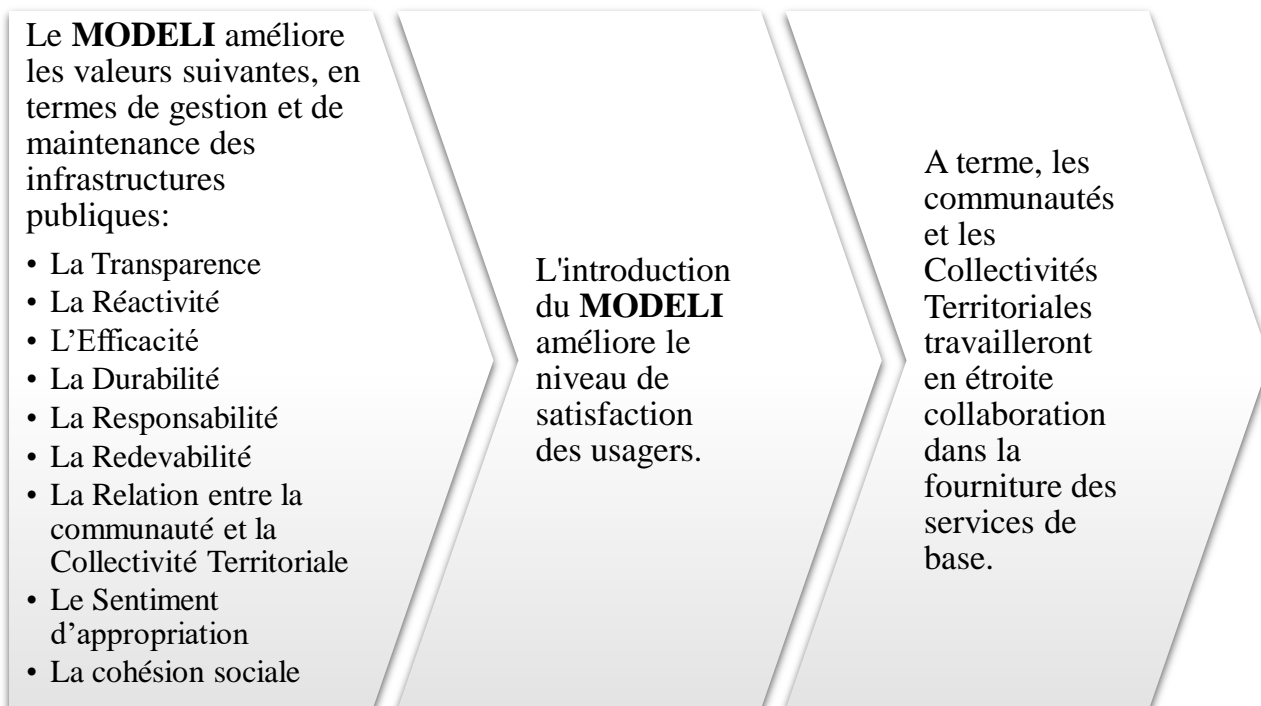 Le MODELI améliore
les valeurs suivantes, en
termes de gestion et de
maintenance des
infrastructures
publiques:
• La Transparence
• La Réactivité
• L’Efficacité
• La Durabilité
• La Responsabilité
• La Redevabilité
• La Relation entre la
communauté et la
Collectivité Territoriale
• Le Sentiment
d’appropriation
• La cohésion sociale
L'introduction
du MODELI
améliore le
niveau de
satisfaction
des usagers.
A terme, les
communautés
et les
Collectivités
Territoriales
travailleront
en étroite
collaboration
dans la
fourniture des
services de
base.